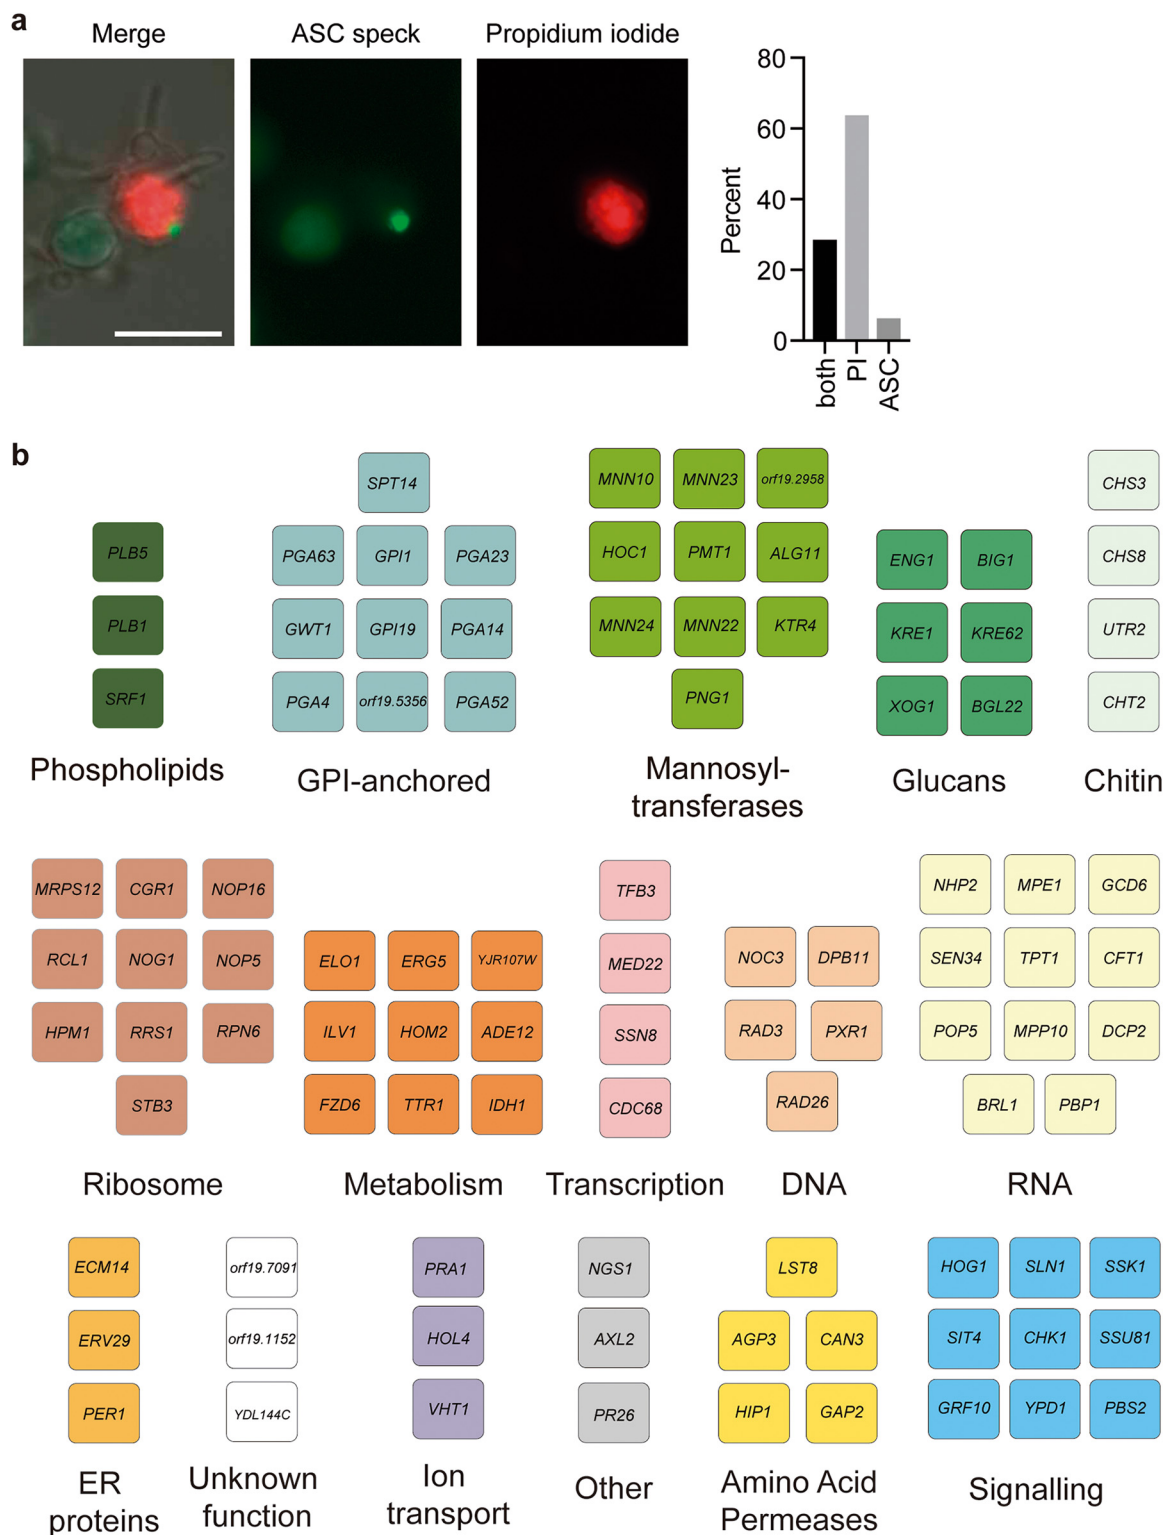 a
Merge
ASC speck
Propidium iodide
80
60
40
20
0
Percent
both
PI
ASC
b
SPT14
MNN10 MNN23 orf19.2958
CHS3
PLB5
PGA63 GPI1 PGA23
HOC1 PMT1 ALG11
ENG1 BIG1
CHS8
PLB1
GWT1 GPI19 PGA14
MNN24 MNN22 KTR4
KRE1 KRE62
UTR2
SRF1
PGA4 orf19.5356 PGA52
PNG1
XOG1 BGL22
CHT2
Phospholipids
GPI-anchored
Mannosyl-
transferases
Glucans
Chitin
MRPS12 CGR1 NOP16
TFB3
NHP2 MPE1 GCD6
RCL1 NOG1 NOP5
ELO1 ERG5 YJR107W
MED22
NOC3 DPB11
SEN34 TPT1 CFT1
HPM1 RRS1 RPN6
ILV1 HOM2 ADE12
SSN8
RAD3 PXR1
POP5 MPP10 DCP2
STB3
FZD6 TTR1 IDH1
CDC68
RAD26
BRL1 PBP1
Ribosome
Metabolism
Transcription
DNA
RNA
ECM14
orf19.7091
PRA1
NGS1
LST8
HOG1 SLN1 SSK1
ERV29
orf19.1152
HOL4
AXL2
AGP3 CAN3
SIT4 CHK1 SSU81
PER1
YDL144C
VHT1
PR26
HIP1 GAP2
GRF10 YPD1 PBS2
ER
proteins
Unknown
function
Ion
transport
Other
Amino Acid
Permeases
Signalling